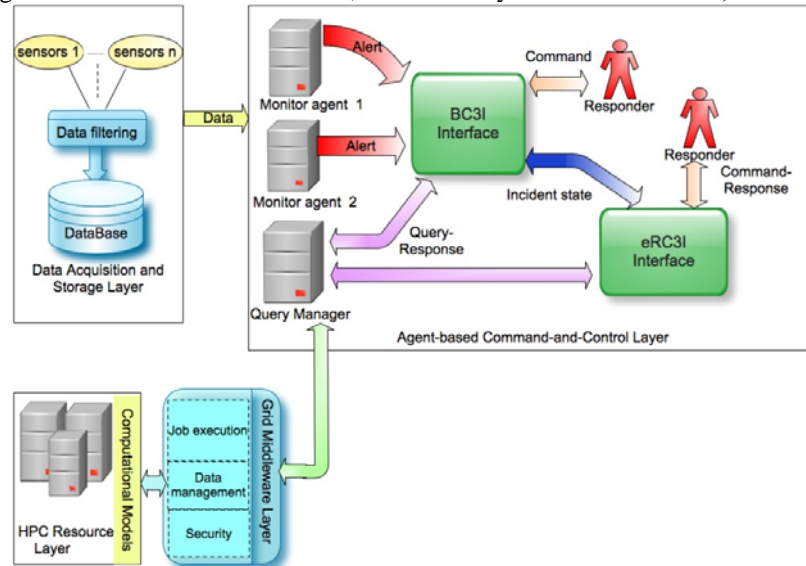 sensors 1
sensors n
Data filtering
DataBase
Data Acquisition and
Storage Layer
Data
Monitor agent 1
Alert
Monitor agent 2
Alert
BC3I
Interface
Command
Responder
Responder
Command-
Response
Incident state
Query-
Response
eRC3I
Interface
Query Manager
Agent-based Command-and-Control Layer
HPC Resource
Layer
Computational Models
Job execution
Data
management
Security
Grid Middleware Layer